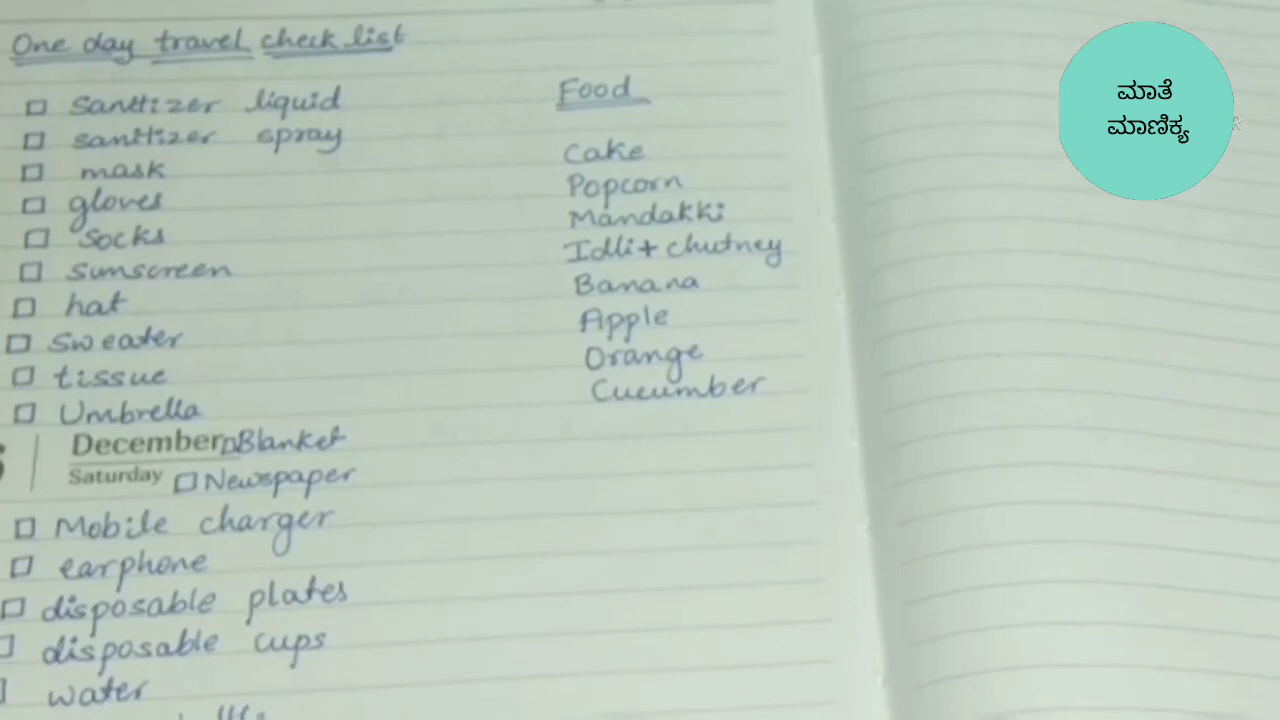 One day travel check list
□ sanitizer liquid
□ sanitizer spray
□ mask
□ gloves
□ socks
□ sunscreen
□ hat
□ sweater
□ tissue
□ Umbrella
December □ Blanket
Saturday □ Newspaper
□ Mobile charger
□ earphone
□ disposable plates
□ disposable cups
□ water
Food
Cake
Popcorn
Mandakki
Idli + chutney
Banana
Apple
Orange
Cucumber
ಮಾತೆ
ಮಾಣಿಕ್ಯ